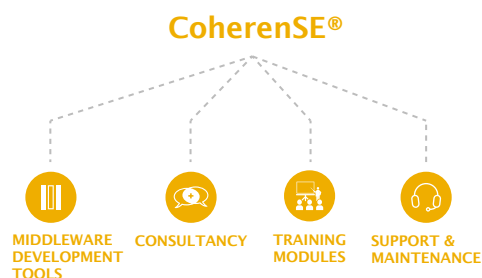 CoherenSE®
MIDDLEWARE
DEVELOPMENT
TOOLS
CONSULTANCY
TRAINING
MODULES
SUPPORT &
MAINTENANCE